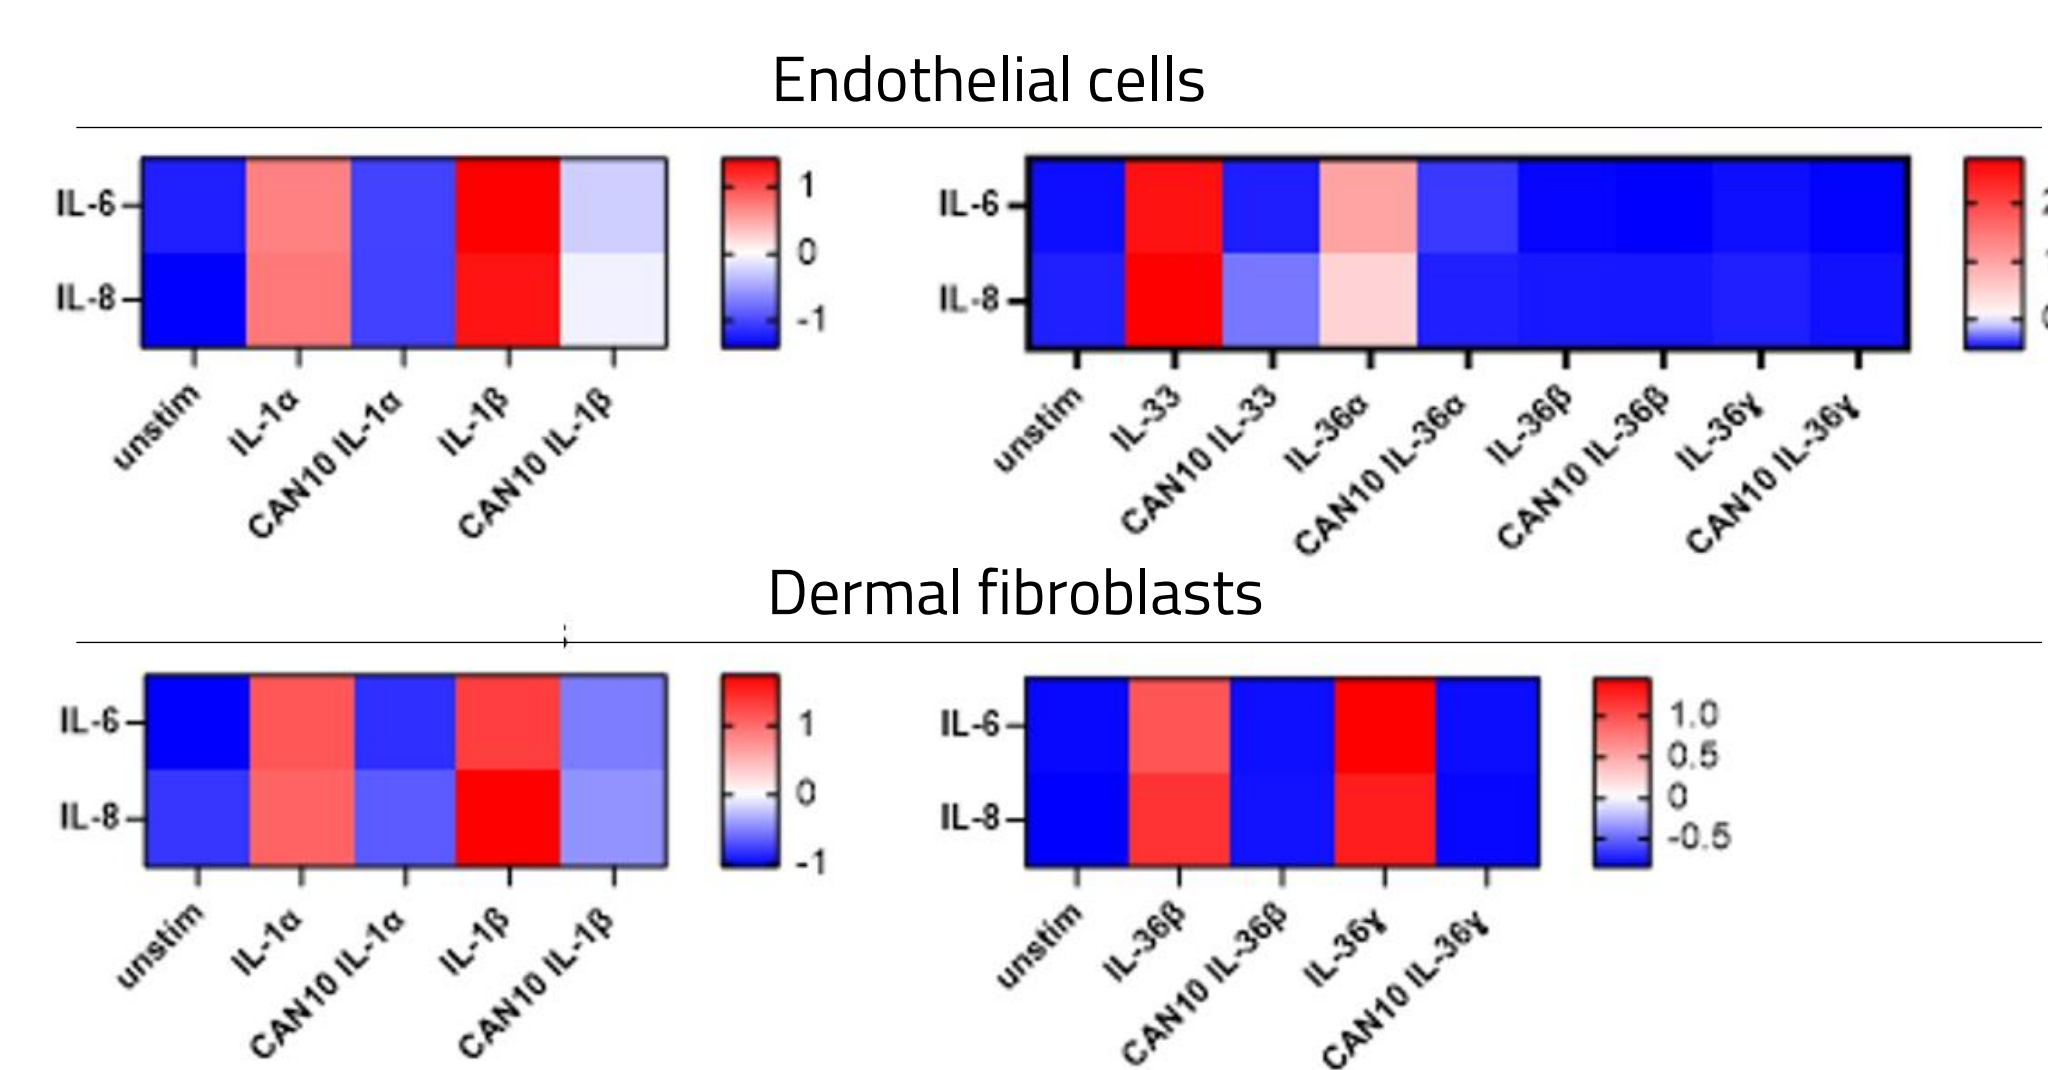 Endothelial cells
IL-6
IL-8
1
0
-1
unstim
IL-1α
CAN10 IL-1α
IL-1β
CAN10 IL-1β
IL-6
IL-8
unstim
IL-33
CAN10 IL-33
IL-36α
CAN10 IL-36α
IL-36β
CAN10 IL-36β
IL-36ɣ
CAN10 IL-36ɣ
Dermal fibroblasts
IL-6
IL-8
1
0
-1
unstim
IL-1α
CAN10 IL-1α
IL-1β
CAN10 IL-1β
IL-6
IL-8
1.0
0.5
0
-0.5
unstim
IL-36β
CAN10 IL-36β
IL-36ɣ
CAN10 IL-36ɣ